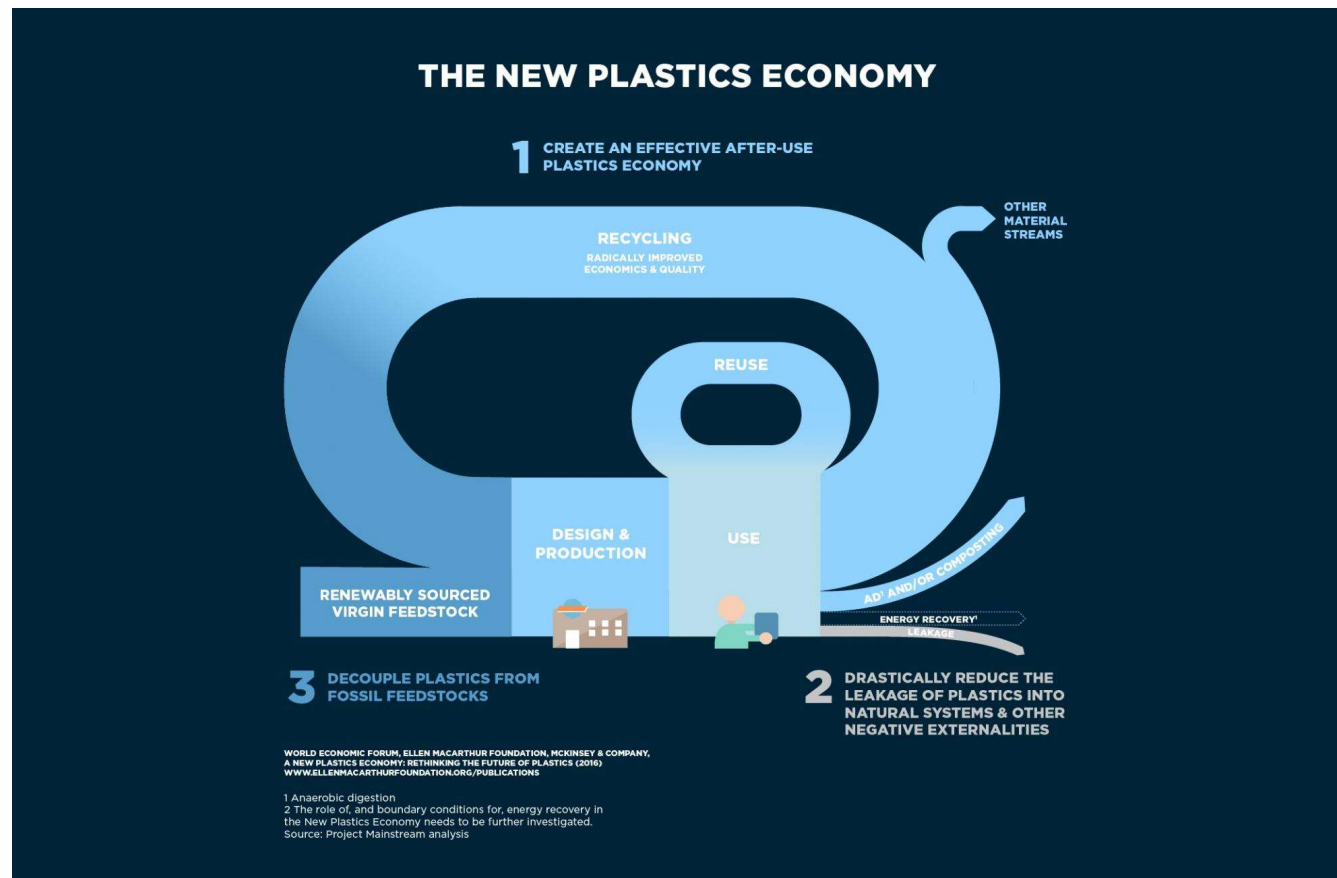 THE NEW PLASTICS ECONOMY
1 CREATE AN EFFECTIVE AFTER-USE
PLASTICS ECONOMY
OTHER
MATERIAL
STREAMS
RECYCLING
RADICALLY IMPROVED
ECONOMICS & QUALITY
REUSE
DESIGN &
PRODUCTION
USE
RENEWABLY SOURCED
VIRGIN FEEDSTOCK
AD¹ AND/OR COMPOSTING
ENERGY RECOVERY¹
LEAKAGE
3 DECOUPLE PLASTICS FROM
FOSSIL FEEDSTOCKS
2 DRASTICALLY REDUCE THE
LEAKAGE OF PLASTICS INTO
NATURAL SYSTEMS & OTHER
NEGATIVE EXTERNALITIES
WORLD ECONOMIC FORUM, ELLEN MACARTHUR FOUNDATION, MCKINSEY & COMPANY,
A NEW PLASTICS ECONOMY: RETHINKING THE FUTURE OF PLASTICS (2016)
WWW.ELLENMACARTHURFOUNDATION.ORG/PUBLICATIONS
1 Anaerobic digestion
2 The role of, and boundary conditions for, energy recovery in
the New Plastics Economy needs to be further investigated.
Source: Project Mainstream analysis